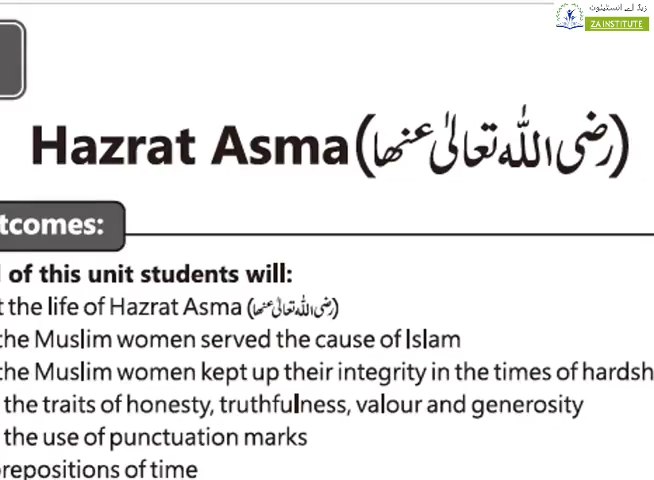 زیڈ اے انسٹیٹیوٹ
ZA INSTITUTE
Hazrat Asma (رضی اللہ تعالیٰ عنھا)
tcomes:
of this unit students will:
t the life of Hazrat Asma (رضی اللہ تعالیٰ عنھا)
the Muslim women served the cause of Islam
the Muslim women kept up their integrity in the times of hardsh
the traits of honesty, truthfulness, valour and generosity
the use of punctuation marks
repositions of time